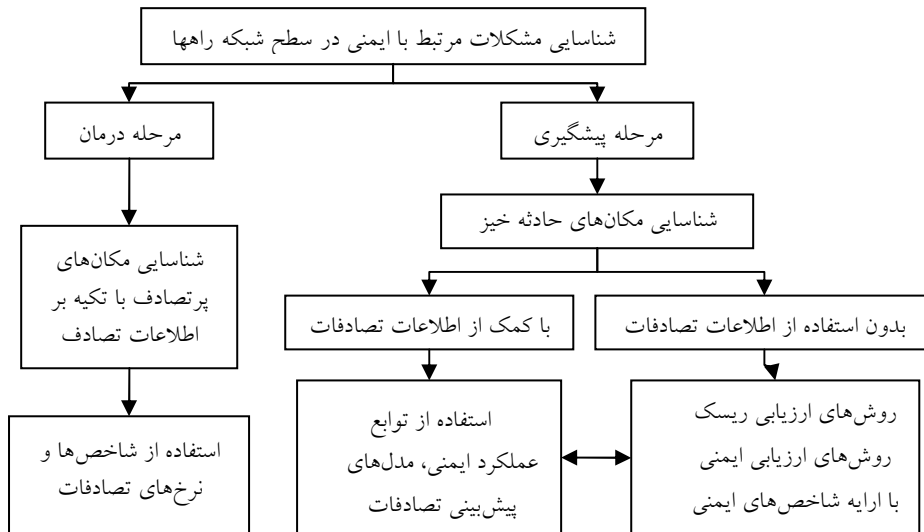 شناسایی مشکلات مرتبط با ایمنی در سطح شبکه راهها
مرحله پیشگیری
مرحله درمان
شناسایی مکان‌های حادثه خیز
شناسایی مکان‌های
پرتصادف با تکیه بر
اطلاعات تصادف
بدون استفاده از اطلاعات تصادفات
با کمک از اطلاعات تصادفات
روش‌های ارزیابی ریسک
روش‌های ارزیابی ایمنی
با ارایه شاخص‌های ایمنی
استفاده از توابع
عملکرد ایمنی، مدل‌های
پیش‌بینی تصادفات
استفاده از شاخص‌ها و
نرخ‌های تصادفات